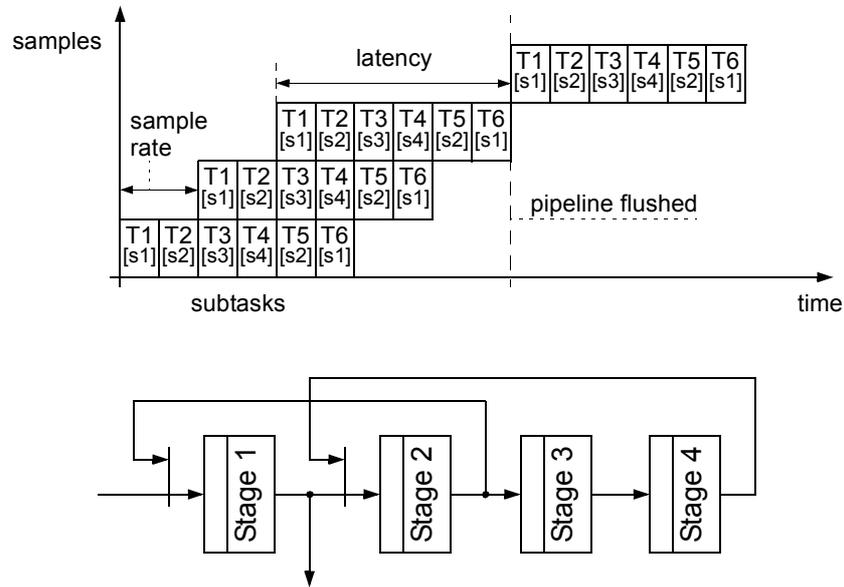 samples
latency
T1 T2 T3 T4 T5 T6
[s1] [s2] [s3] [s4] [s2] [s1]
sample
rate
T1 T2 T3 T4 T5 T6
[s1] [s2] [s3] [s4] [s2] [s1]
T1 T2 T3 T4 T5 T6
[s1] [s2] [s3] [s4] [s2] [s1]
pipeline flushed
T1 T2 T3 T4 T5 T6
[s1] [s2] [s3] [s4] [s2] [s1]
subtasks
time
Stage 1
Stage 2
Stage 3
Stage 4